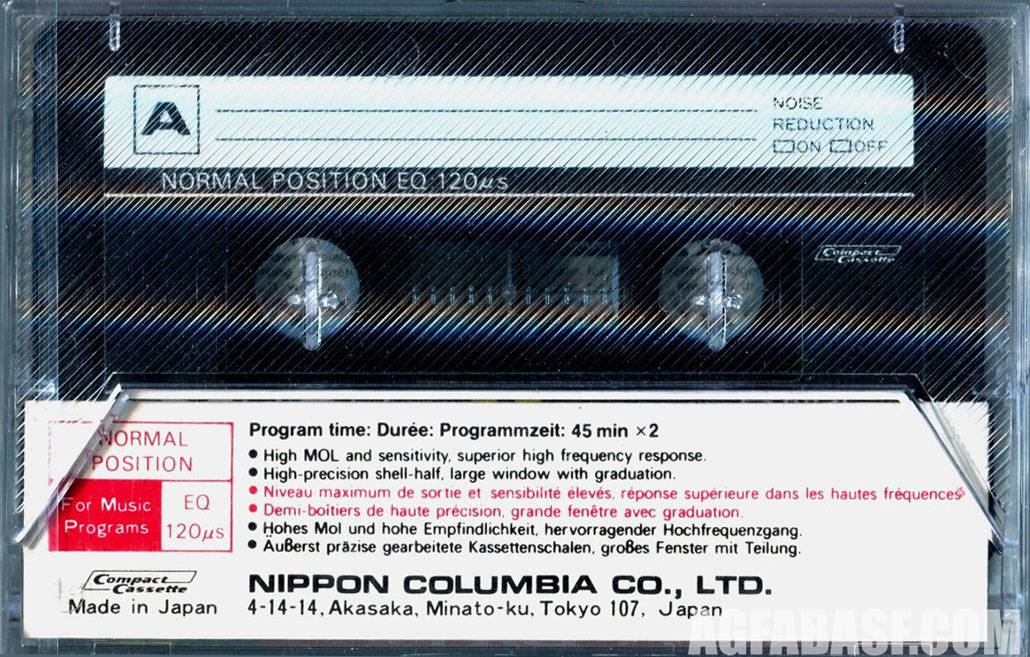 A
NOISE
REDUCTION
ON OFF
NORMAL POSITION EQ 120μs
Compact
Cassette
NORMAL
POSITION
For Music
Programs
EQ
120μs
Program time: Durée: Programmzeit: 45 min ×2
• High MOL and sensitivity, superior high frequency response.
• High-precision shell-half, large window with graduation.
• Niveau maximum de sortie et sensibilité élevés, réponse supérieure dans les hautes fréquences
• Demi-boîtiers de haute précision, grande fenêtre avec graduation.
• Hohes Mol und hohe Empfindlichkeit, hervorragender Hochfrequenzgang.
• Äußerst präzise gearbeitete Kassettenschalen, großes Fenster mit Teilung.
Compact
Cassette
Made in Japan
NIPPON COLUMBIA CO., LTD.
4-14-14, Akasaka, Minato-ku, Tokyo 107, Japan
AGFABASE.COM